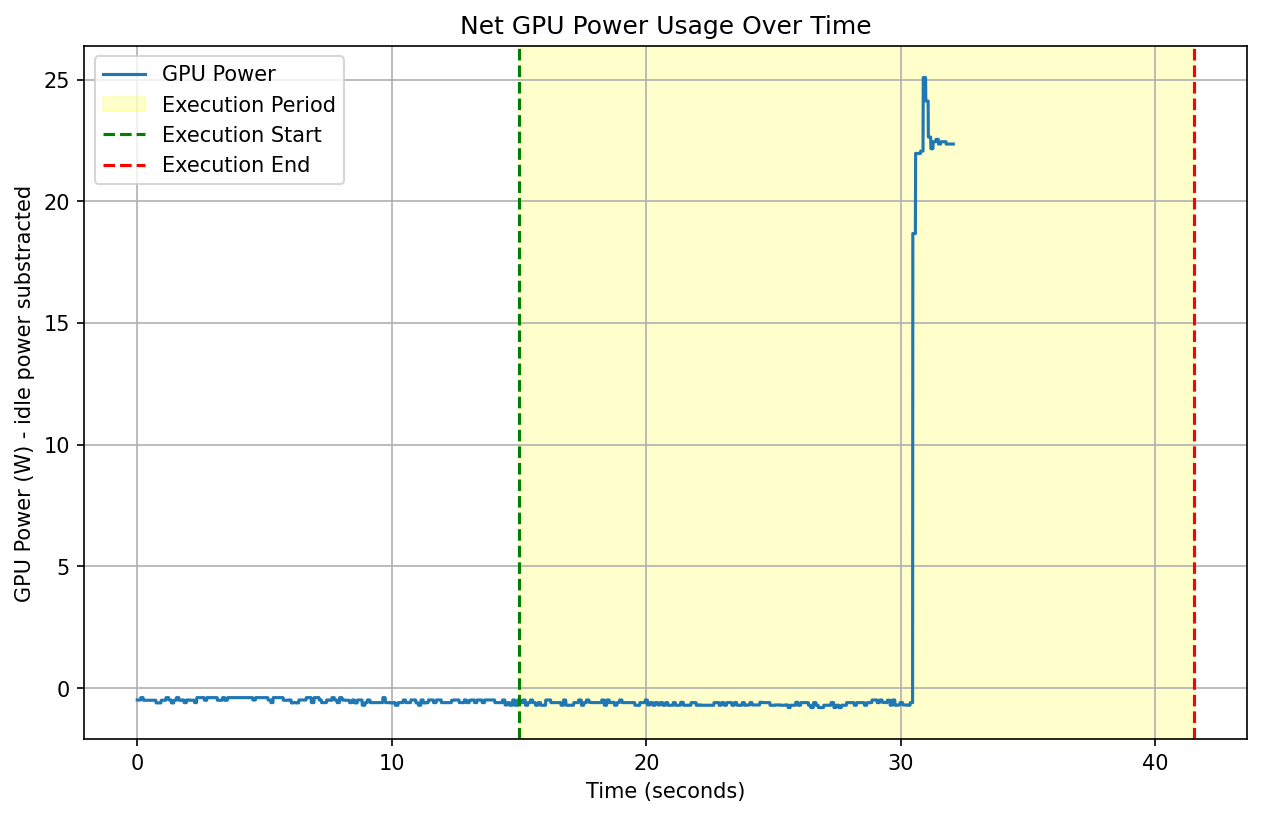 Net GPU Power Usage Over Time
GPU Power
Execution Period
Execution Start
Execution End
GPU Power (W) - idle power substracted
25
20
15
10
5
0
0
10
20
30
40
Time (seconds)